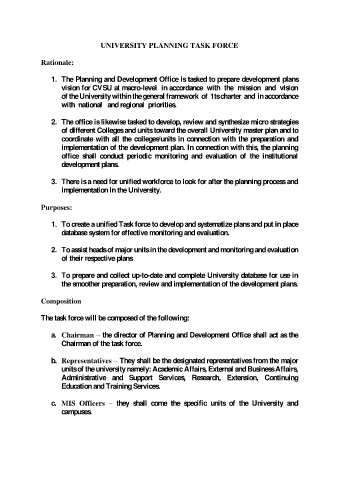 UNIVERSITY PLANNING TASK FORCE
Rationale:
1. The Planning and Development Office is tasked to prepare development plans
vision for CVSU at macro-level in accordance with the mission and vision
of the University within the general framework of 1ts charter and in accordance
with national and regional priorities.
2. The office is likewise tasked to develop, review and synthesize micro strategies
of different Colleges and units toward the overall University master plan and to
coordinate with all the colleges/units in connection with the preparation and
implementation of the development plan. In connection with this, the planning
office shall conduct periodic monitoring and evaluation of the institutional
development plans.
3. There is a need for unified workforce to look for after the planning process and
Implementation in the University.
Purposes:
1. To create a unified Task force to develop and systematize plans and put in place
database system for effective monitoring and evaluation.
2. To assist heads of major units in the development and monitoring and evaluation
of their respective plans
3. To prepare and collect up-to-date and complete University database for use in
the smoother preparation, review and implementation of the development plans.
Composition
The task force will be composed of the following:
a. Chairman – the director of Planning and Development Office shall act as the
Chairman of the task force.
b. Representatives – They shall be the designated representatives from the major
units of the university namely: Academic Affairs, External and Business Affairs,
Administrative and Support Services, Research, Extension, Continuing
Education and Training Services.
c. MIS Officers – they shall come the specific units of the University and
campuses.